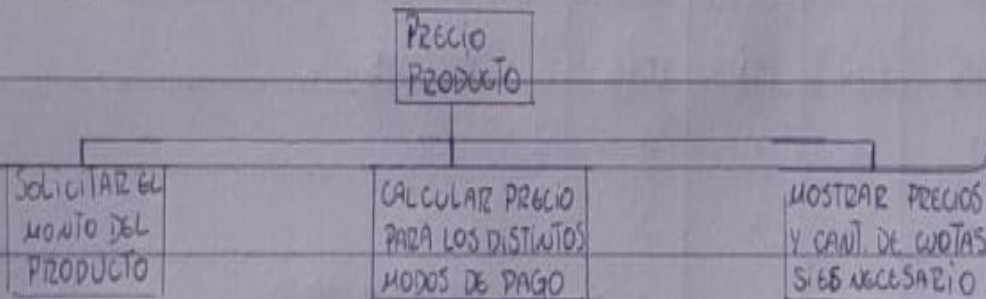 PRECIO
PRODUCTO
SOLICITAR EL
MONTO DEL
PRODUCTO
CALCULAR PRECIO
PARA LOS DISTINTOS
MODOS DE PAGO
MOSTRAR PRECIOS
Y CANT. DE CUOTAS
SI ES NECESARIO